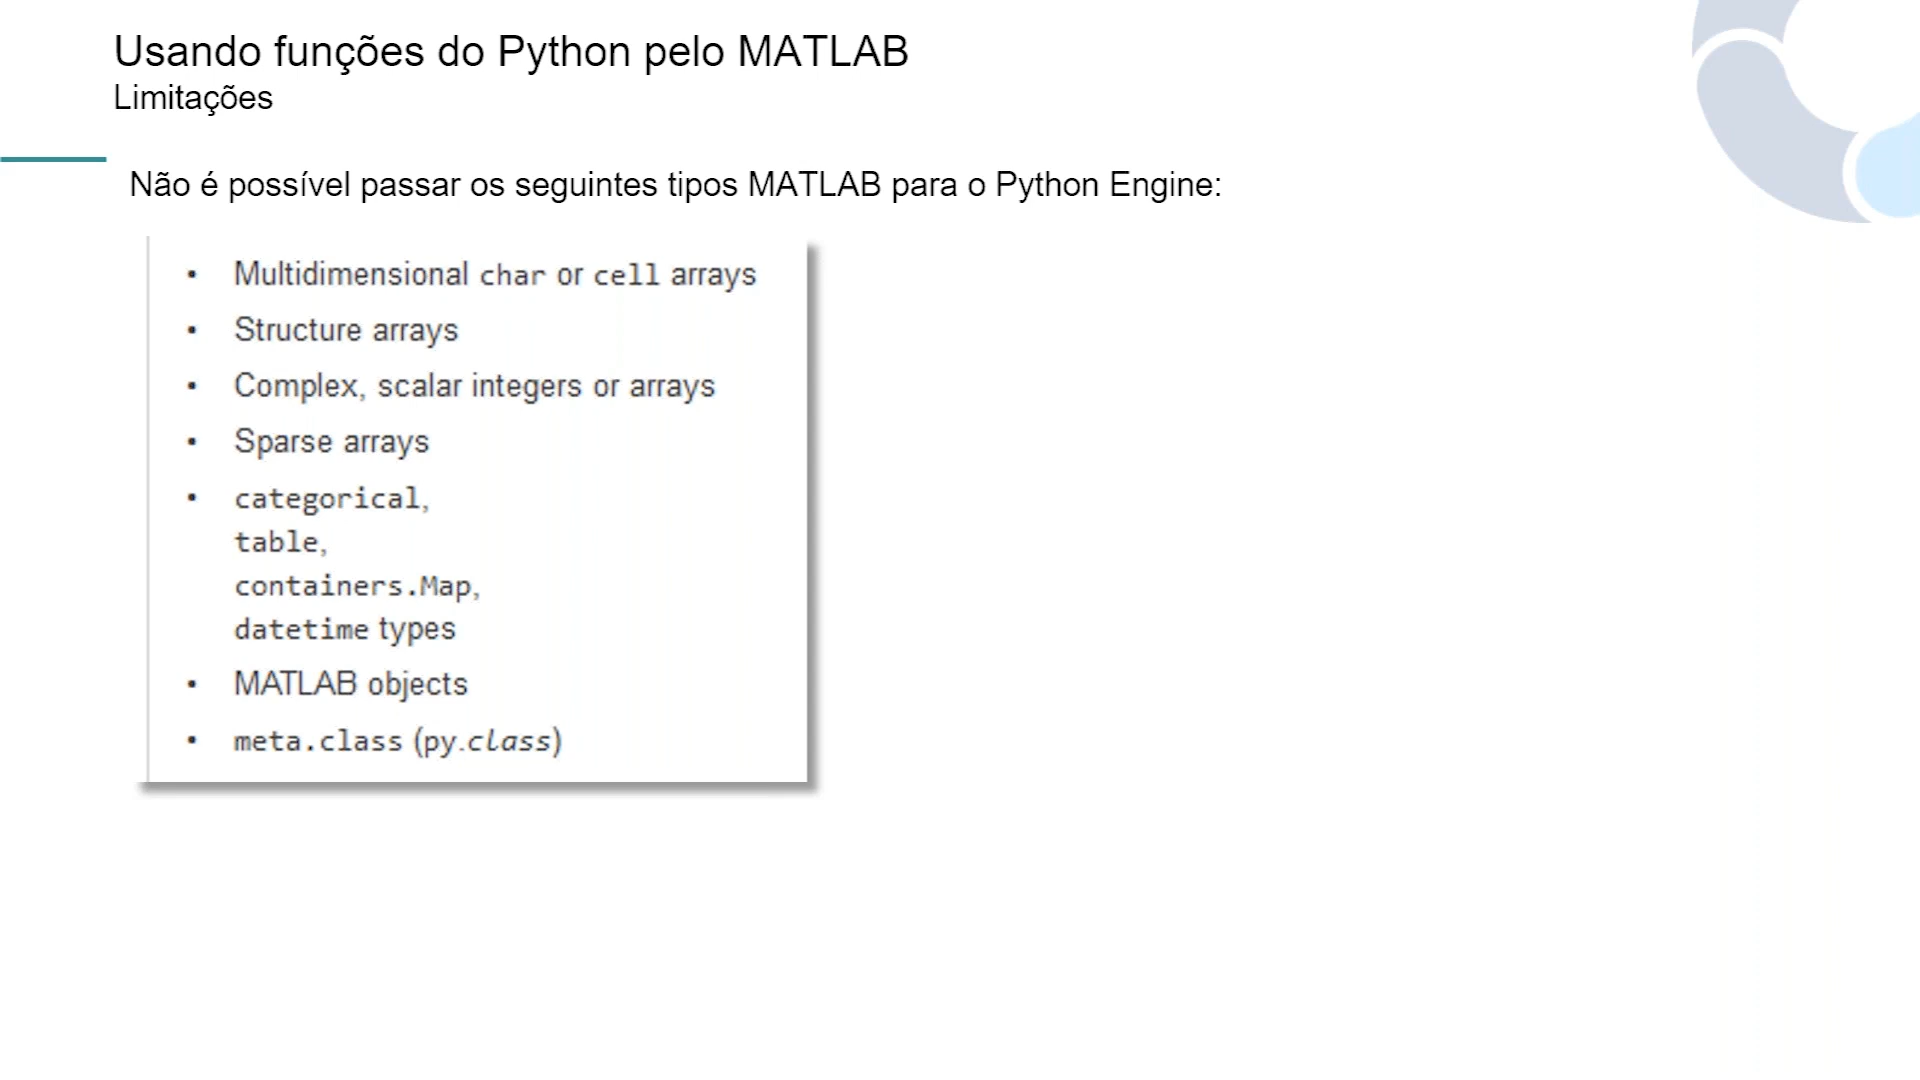 Usando funções do Python pelo MATLAB
Limitações
Não é possível passar os seguintes tipos MATLAB para o Python Engine:
• Multidimensional char or cell arrays
• Structure arrays
• Complex, scalar integers or arrays
• Sparse arrays
• categorical,
table,
containers.Map,
datetime types
• MATLAB objects
• meta.class (py.class)